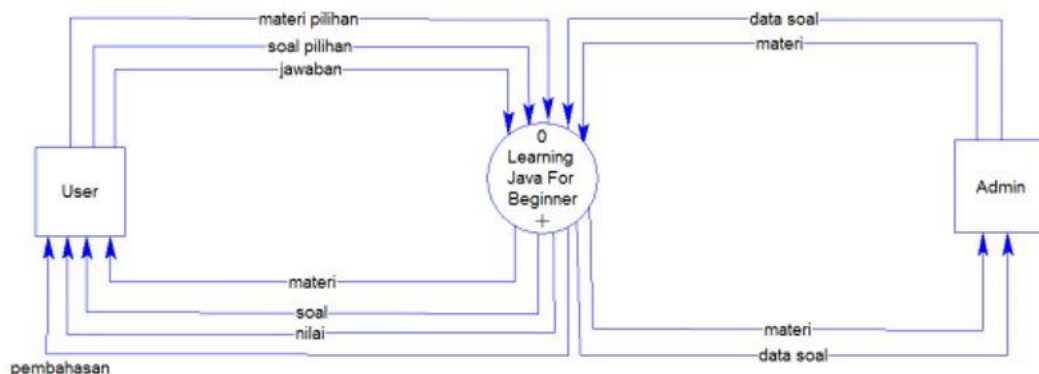 materi pilihan
soal pilihan
jawaban
data soal
materi
User
0
Learning
Java For
Beginner
+
Admin
materi
soal
nilai
pembahasan
materi
data soal